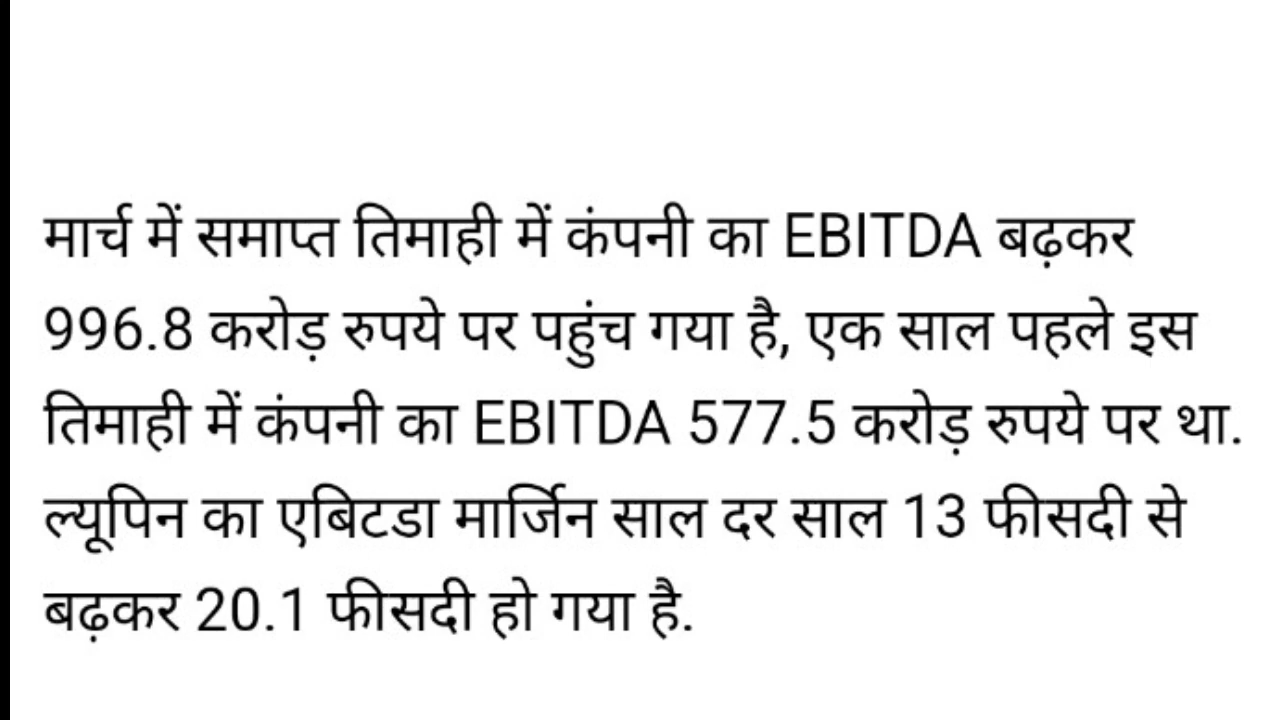 मार्च में समाप्त तिमाही में कंपनी का EBITDA बढ़कर
996.8 करोड़ रुपये पर पहुंच गया है, एक साल पहले इस
तिमाही में कंपनी का EBITDA 577.5 करोड़ रुपये पर था.
ल्यूपिन का एबिटडा मार्जिन साल दर साल 13 फीसदी से
बढ़कर 20.1 फीसदी हो गया है.